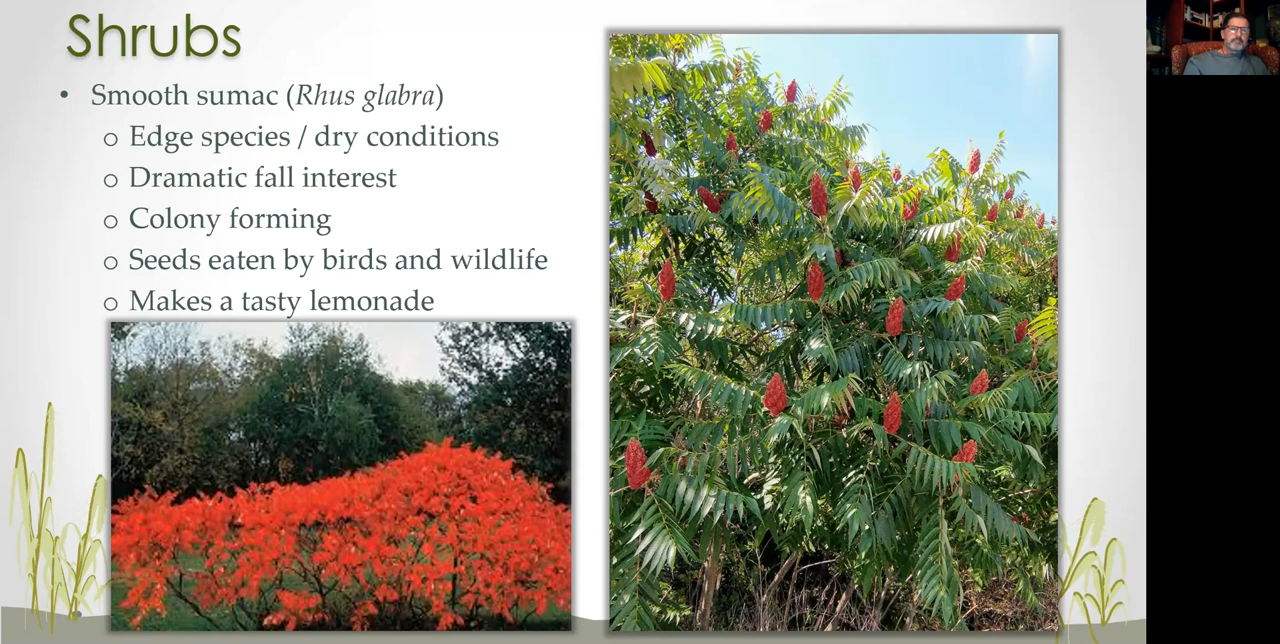 Shrubs
• Smooth sumac (Rhus glabra)
o Edge species / dry conditions
o Dramatic fall interest
o Colony forming
o Seeds eaten by birds and wildlife
o Makes a tasty lemonade